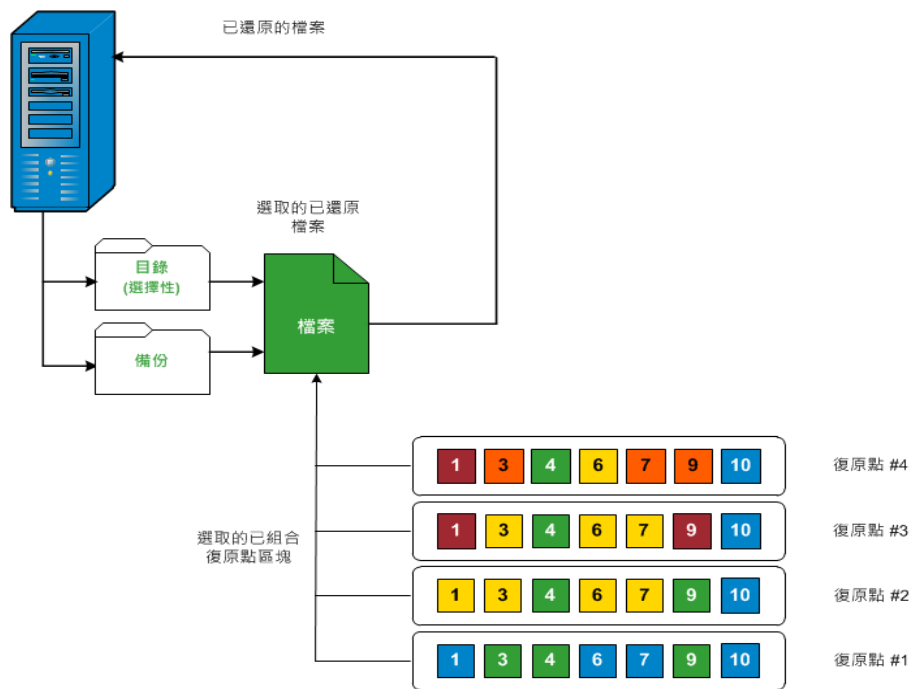 已還原的檔案
選取的已還原
檔案
目錄
(選擇性)
檔案
備份
1 3 4 6 7 9 10
復原點 #4
選取的已組合
復原點區塊
1 3 4 6 7 9 10
復原點 #3
1 3 4 6 7 9 10
復原點 #2
1 3 4 6 7 9 10
復原點 #1